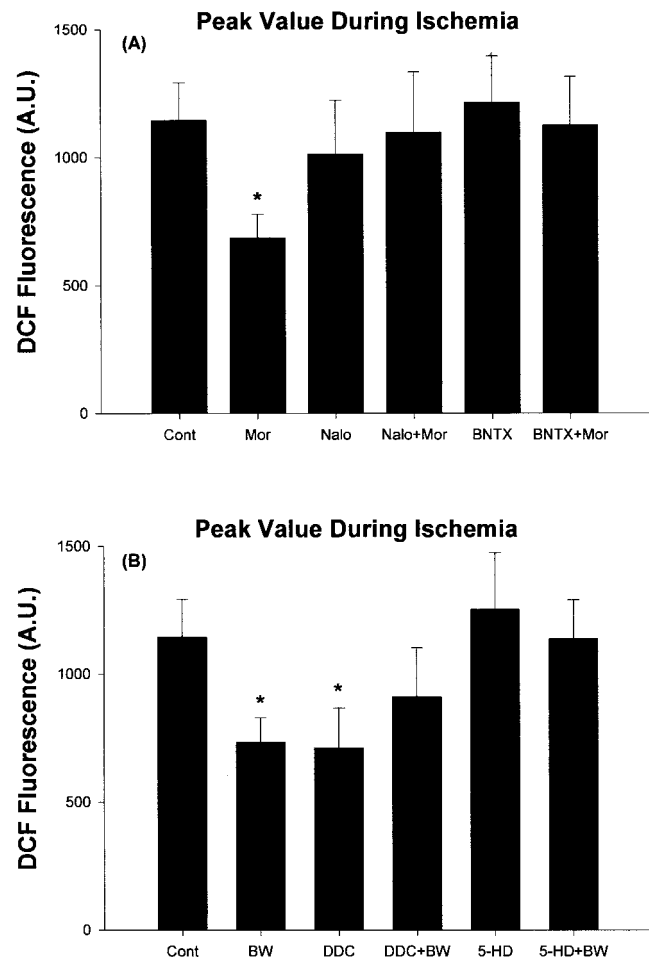 Peak Value During Ischemia
(A)
DCF Fluorescence (A.U.)
1500
1000
500
0
*
Cont Mor Nalo Nalo+Mor BNTX BNTX+Mor
Peak Value During Ischemia
(B)
DCF Fluorescence (A.U.)
1500
1000
500
0
* *
Cont BW DDC DDC+BW 5-HD 5-HD+BW